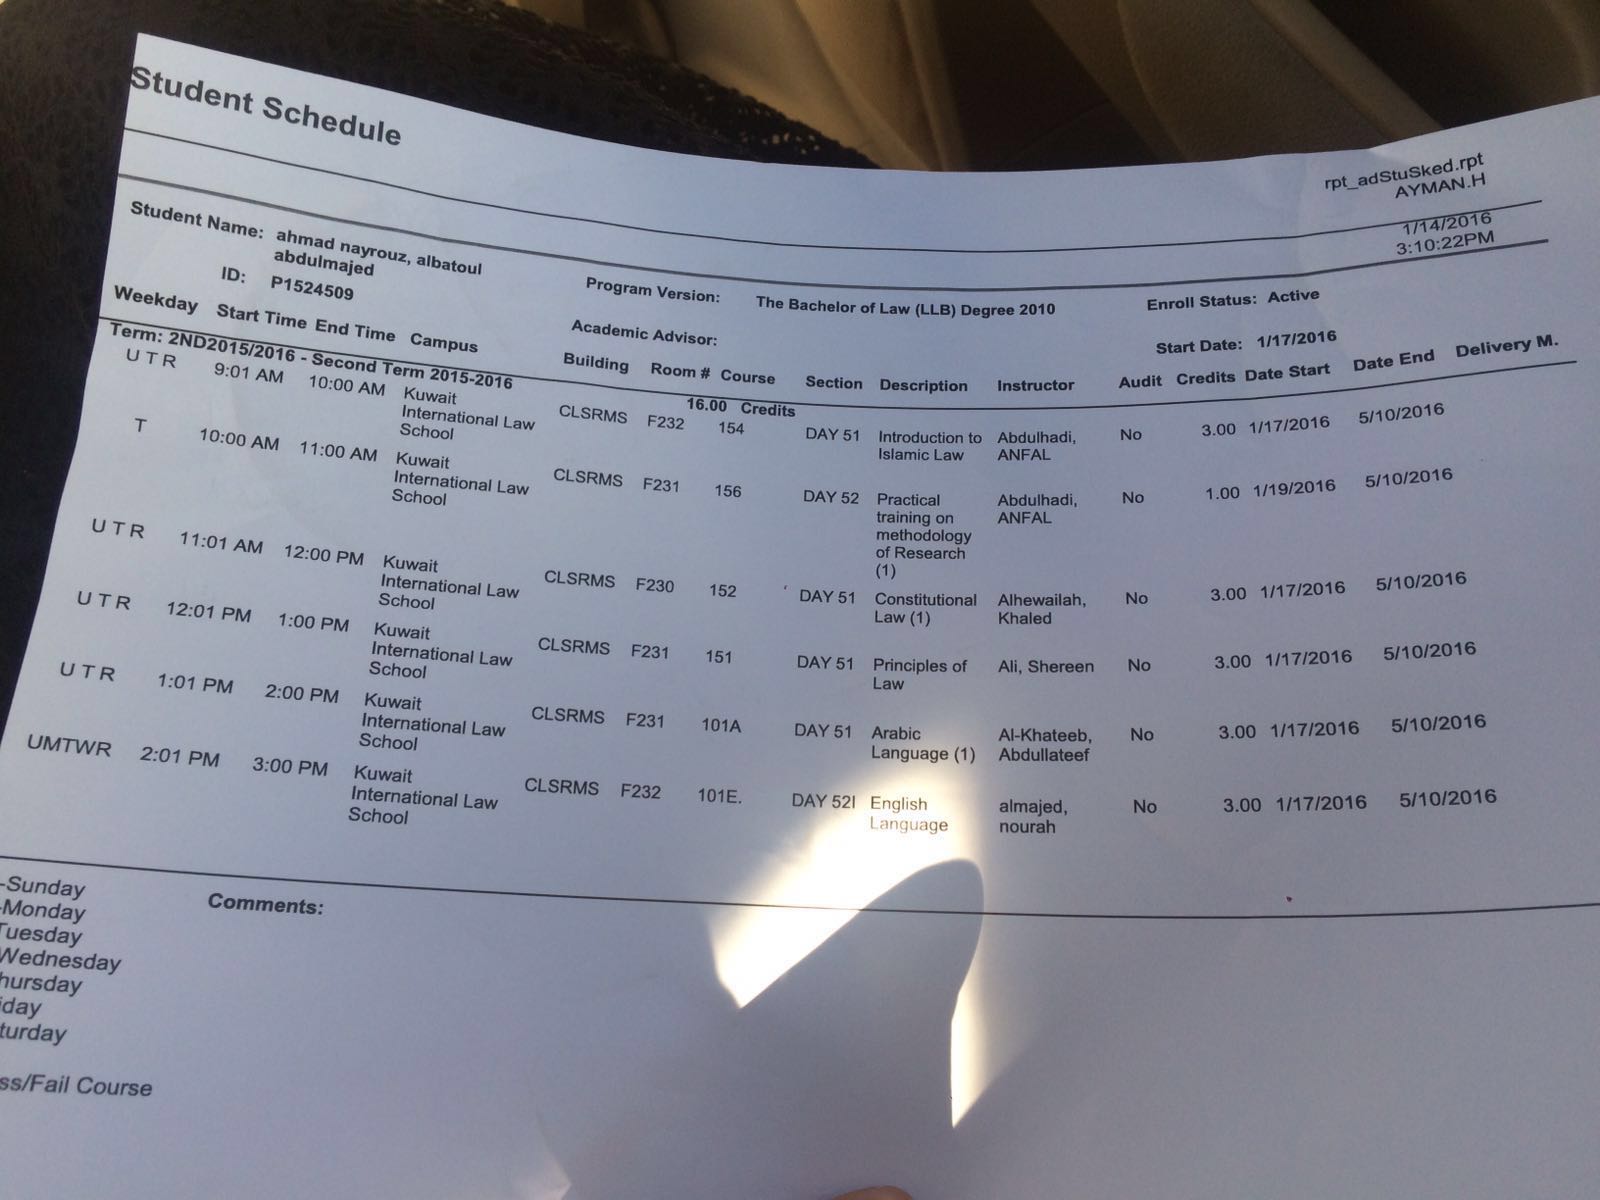 Student Schedule
rpt_adStuSked.rpt
AYMAN.H
1/14/2016
3:10:22PM
Student Name: ahmad nayrouz, albatoul
abdulmajed
ID: P1524509
Program Version: The Bachelor of Law (LLB) Degree 2010
Enroll Status: Active
Academic Advisor:
Start Date: 1/17/2016
Weekday Start Time End Time Campus Building Room # Course Section Description Instructor Audit Credits Date Start Date End Delivery M.
Term: 2ND2015/2016 - Second Term 2015-2016 16.00 Credits
U T R 9:01 AM 10:00 AM Kuwait CLSRMS F232 154 DAY 51 Introduction to Abdulhadi, No 3.00 1/17/2016 5/10/2016
International Law Islamic Law ANFAL
School
T 10:00 AM 11:00 AM Kuwait CLSRMS F231 156 DAY 52 Practical Abdulhadi, No 1.00 1/19/2016 5/10/2016
International Law training on ANFAL
School methodology
of Research
(1)
U T R 11:01 AM 12:00 PM Kuwait CLSRMS F230 152 DAY 51 Constitutional Alhewailah, No 3.00 1/17/2016 5/10/2016
International Law Law (1) Khaled
School
U T R 12:01 PM 1:00 PM Kuwait CLSRMS F231 151 DAY 51 Principles of Ali, Shereen No 3.00 1/17/2016 5/10/2016
International Law Law
School
U T R 1:01 PM 2:00 PM Kuwait CLSRMS F231 101A DAY 51 Arabic Al-Khateeb, No 3.00 1/17/2016 5/10/2016
International Law Language (1) Abdullateef
School
UMTWR 2:01 PM 3:00 PM Kuwait CLSRMS F232 101E. DAY 52I English almajed, No 3.00 1/17/2016 5/10/2016
International Law Language nourah
School
-Sunday
-Monday
Tuesday
Wednesday
hursday
iday
turday
Comments:
ss/Fail Course